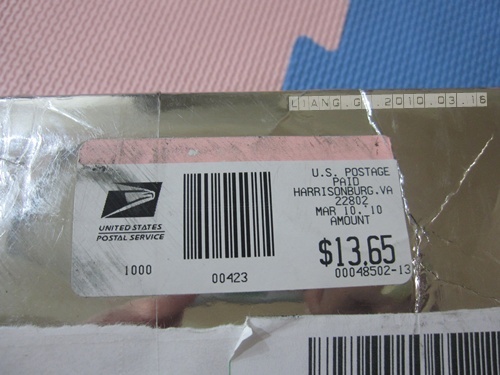 LIANG.G..2010.03.16
U.S. POSTAGE
PAID
HARRISONBURG.VA
22802
MAR 10. 10
AMOUNT
$13.65
00048502-13
UNITED STATES
POSTAL SERVICE
1000
00423